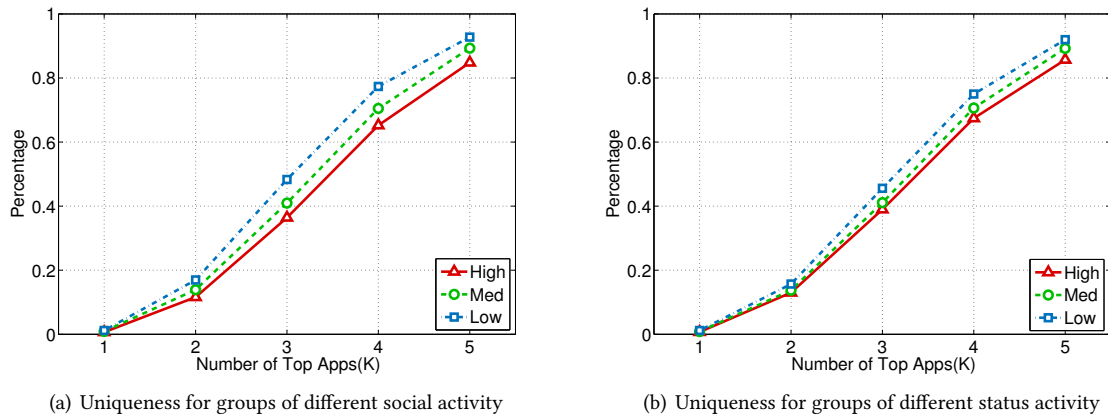 1
0.8
0.6
0.4
0.2
0
Percentage
1 2 3 4 5
Number of Top Apps(K)
High
Med
Low
(a) Uniqueness for groups of different social activity
1
0.8
0.6
0.4
0.2
0
Percentage
1 2 3 4 5
Number of Top Apps(K)
High
Med
Low
(b) Uniqueness for groups of different status activity